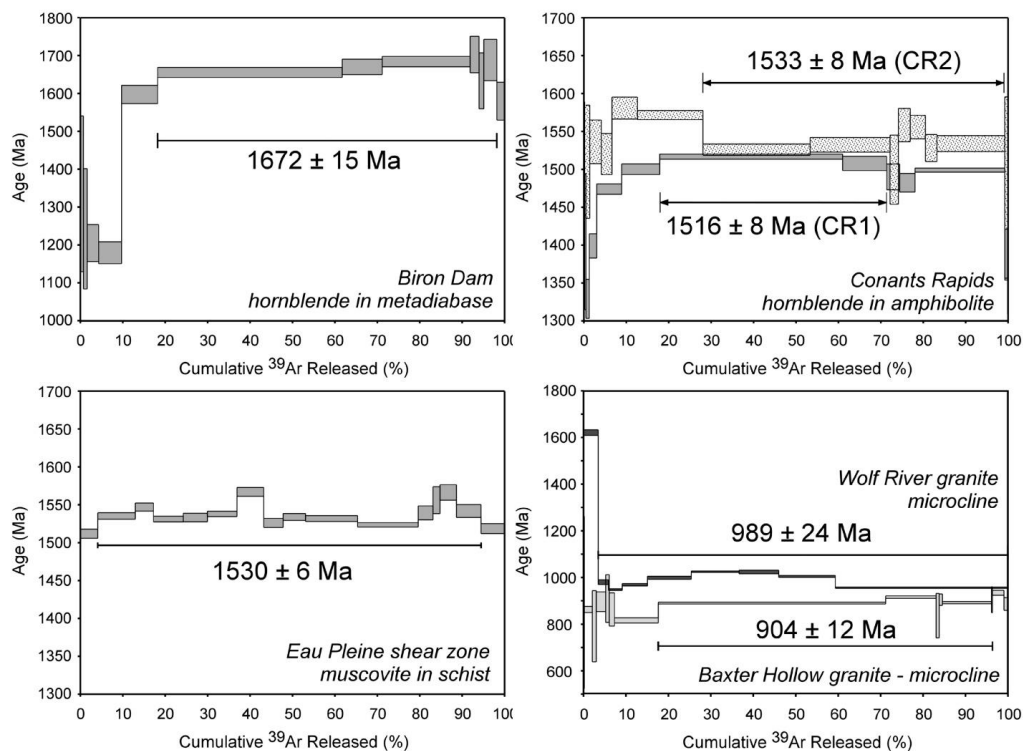 1800
1700
1600
1500
1400
1300
1200
1100
1000
Age (Ma)
1672 ± 15 Ma
Biron Dam
hornblende in metadiabase
0 10 20 30 40 50 60 70 80 90 100
Cumulative 39Ar Released (%)
1700
1600
1500
1400
1300
Age (Ma)
1533 ± 8 Ma (CR2)
1516 ± 8 Ma (CR1)
Conants Rapids
hornblende in amphibolite
0 10 20 30 40 50 60 70 80 90 100
Cumulative 39Ar Released (%)
1700
1600
1500
1450
1400
1300
Age (Ma)
1530 ± 6 Ma
Eau Pleine shear zone
muscovite in schist
0 10 20 30 40 50 60 70 80 90 100
Cumulative 39Ar Released (%)
1800
1600
1400
1200
1000
800
600
Age (Ma)
Wolf River granite
microcline
989 ± 24 Ma
904 ± 12 Ma
Baxter Hollow granite - microcline
0 10 20 30 40 50 60 70 80 90 100
Cumulative 39Ar Released (%)